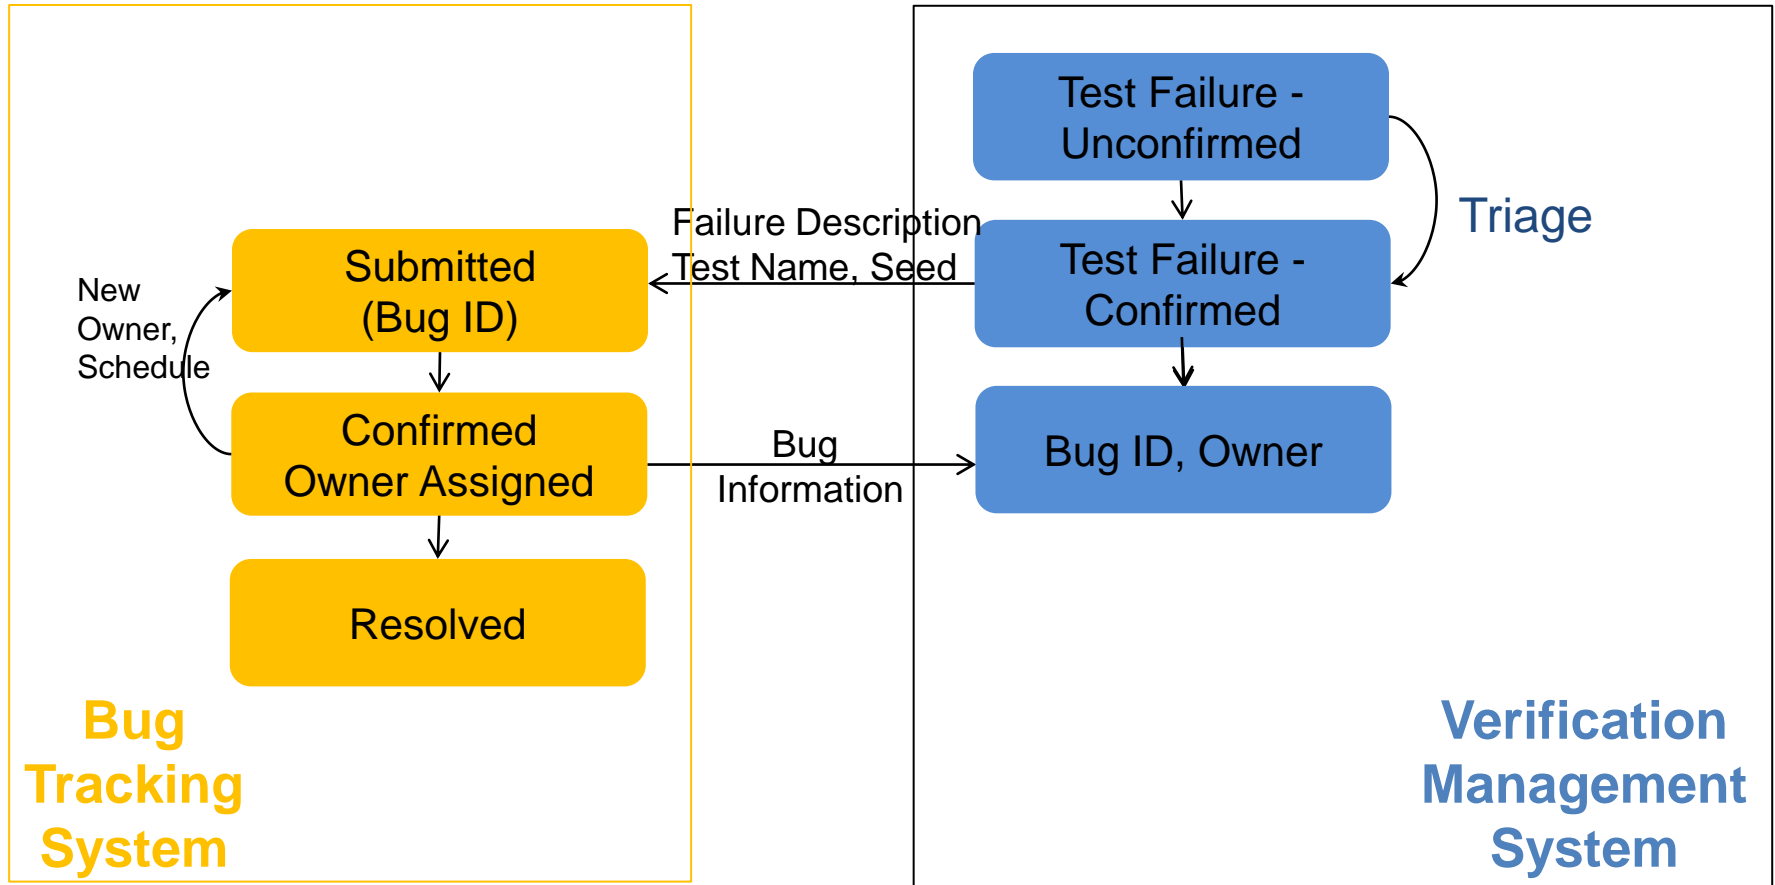 Test Failure -
Unconfirmed
Triage
Failure Description
Test Name, Seed
Test Failure -
Confirmed
Submitted
(Bug ID)
New
Owner,
Schedule
Confirmed
Owner Assigned
Bug
Information
Bug ID, Owner
Resolved
Bug
Tracking
System
Verification
Management
System